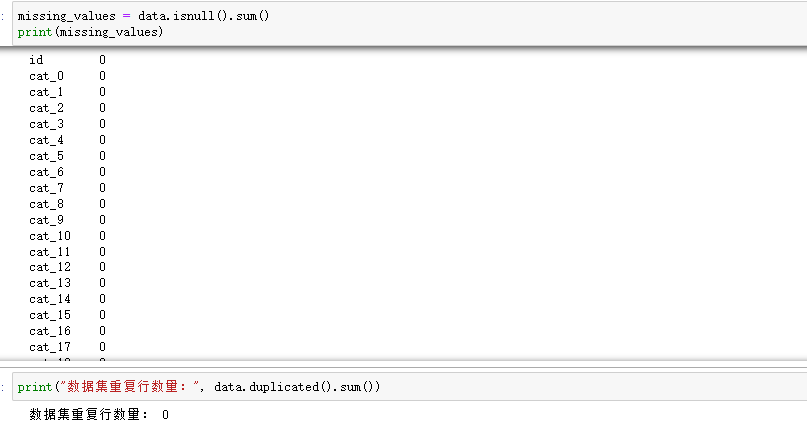 missing_values = data.isnull().sum()
print(missing_values)
id 0
cat_0 0
cat_1 0
cat_2 0
cat_3 0
cat_4 0
cat_5 0
cat_6 0
cat_7 0
cat_8 0
cat_9 0
cat_10 0
cat_11 0
cat_12 0
cat_13 0
cat_14 0
cat_15 0
cat_16 0
cat_17 0
print("数据集重复行数量：", data.duplicated().sum())
数据集重复行数量： 0